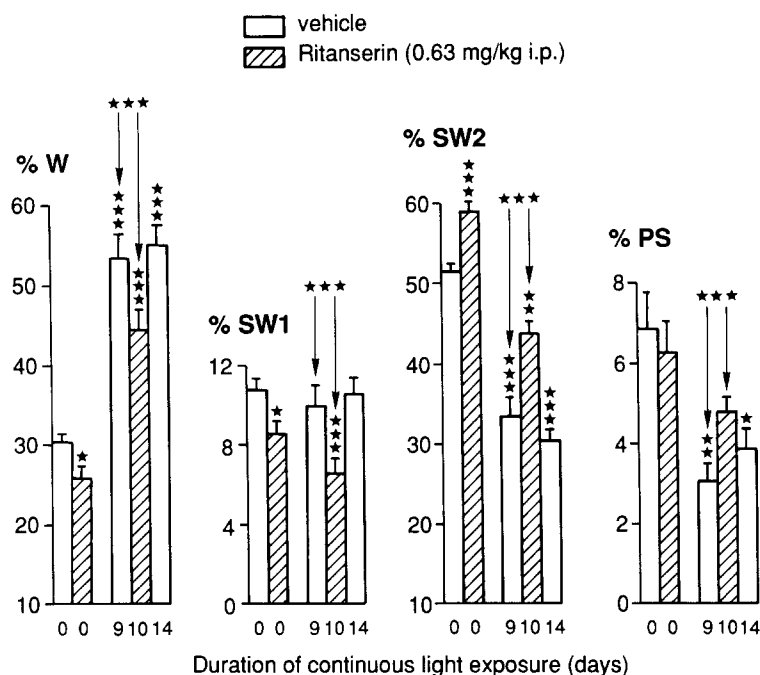 vehicle
Ritanserin (0.63 mg/kg i.p.)
% W
60
50
40
30
20
10
0 0 9 10 14
% SW1
12
8
4
0
0 0 9 10 14
% SW2
60
50
40
30
20
10
0 0 9 10 14
% PS
8
6
4
2
0
0 0 9 10 14
Duration of continuous light exposure (days)